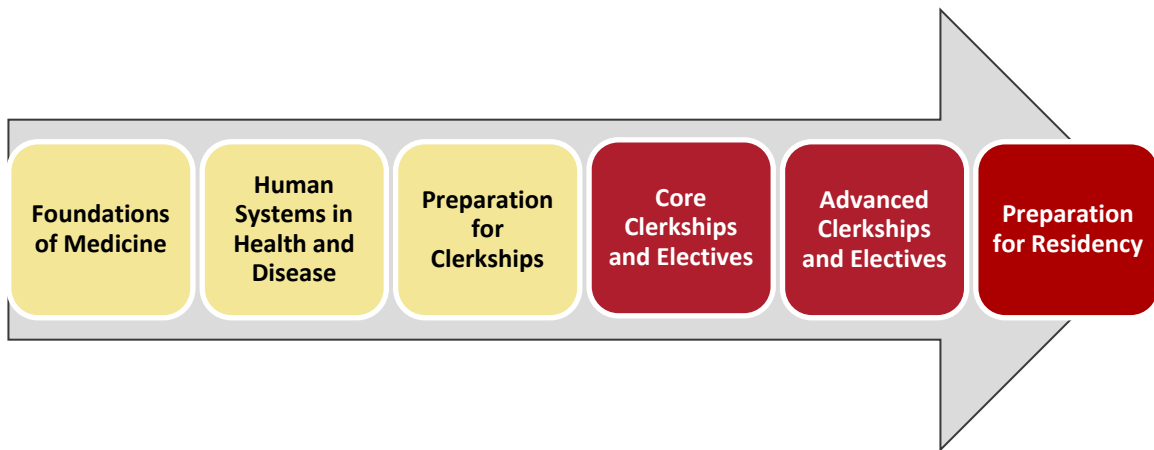 Foundations
of Medicine
Human
Systems in
Health and
Disease
Preparation
for
Clerkships
Core
Clerkships
and Electives
Advanced
Clerkships
and Electives
Preparation
for Residency